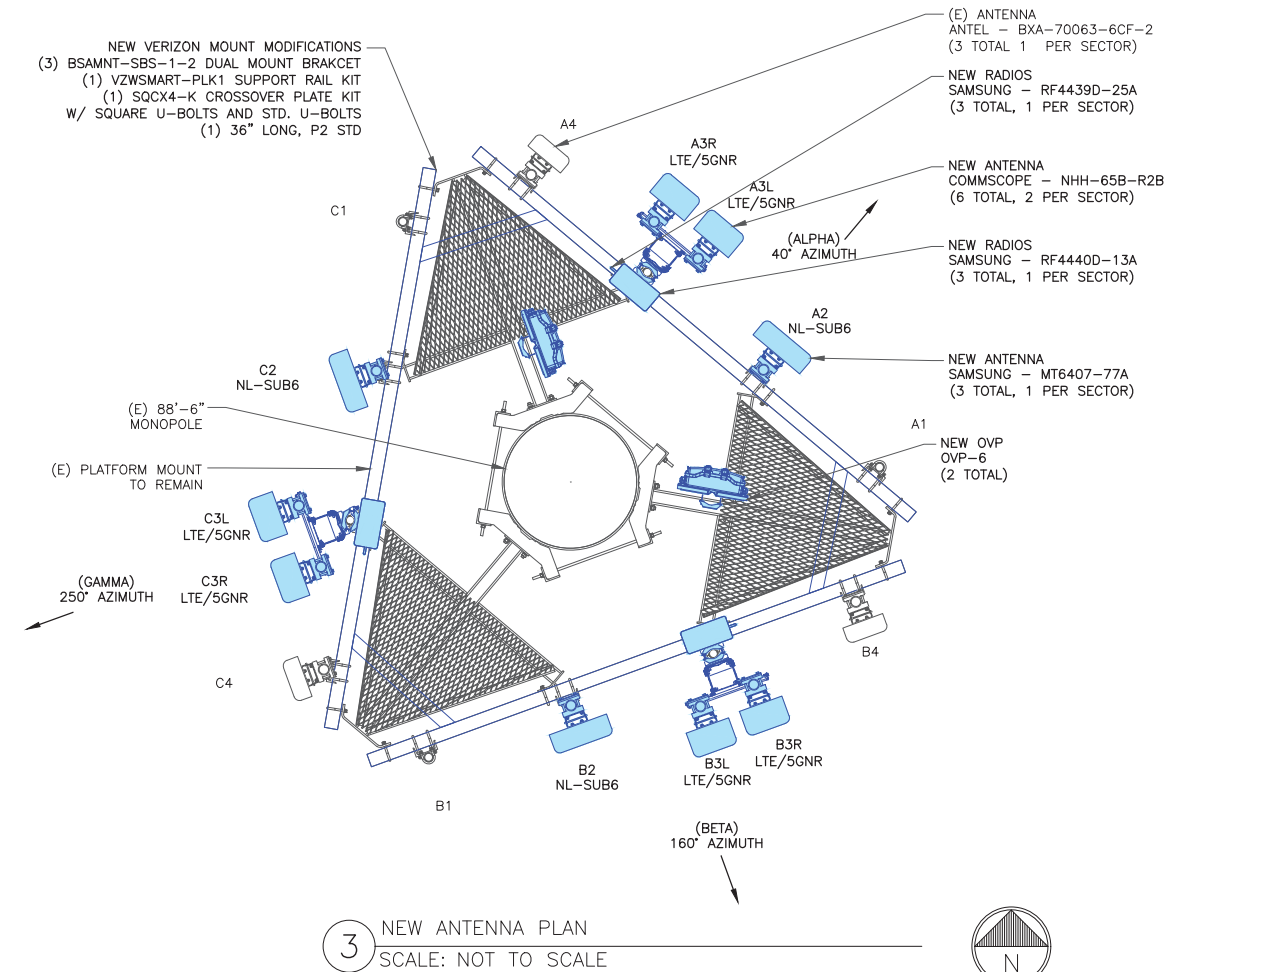 NEW VERIZON MOUNT MODIFICATIONS
(3) BSAMNT-SBS-1-2 DUAL MOUNT BRAKCET
(1) VZWSMART-PLK1 SUPPORT RAIL KIT
(1) SQCX4-K CROSSOVER PLATE KIT
W/ SQUARE U-BOLTS AND STD. U-BOLTS
(1) 36" LONG, P2 STD
(E) ANTENNA
ANTEL - BXA-70063-6CF-2
(3 TOTAL 1 PER SECTOR)
NEW RADIOS
SAMSUNG - RF4439D-25A
(3 TOTAL, 1 PER SECTOR)
NEW ANTENNA
COMMSCOPE - NHH-65B-R2B
(6 TOTAL, 2 PER SECTOR)
NEW RADIOS
SAMSUNG - RF4440D-13A
(3 TOTAL, 1 PER SECTOR)
NEW ANTENNA
SAMSUNG - MT6407-77A
(3 TOTAL, 1 PER SECTOR)
NEW OVP
OVP-6
(2 TOTAL)
A4
A3R
LTE/5GNR
A3L
LTE/5GNR
(ALPHA)
40° AZIMUTH
A2
NL-SUB6
A1
C1
C2
NL-SUB6
(E) 88'-6"
MONOPOLE
(E) PLATFORM MOUNT
TO REMAIN
C3L
LTE/5GNR
C3R
LTE/5GNR
(GAMMA)
250° AZIMUTH
C4
B4
B3R
LTE/5GNR
B3L
LTE/5GNR
B2
NL-SUB6
B1
(BETA)
160° AZIMUTH
3
NEW ANTENNA PLAN
SCALE: NOT TO SCALE
N